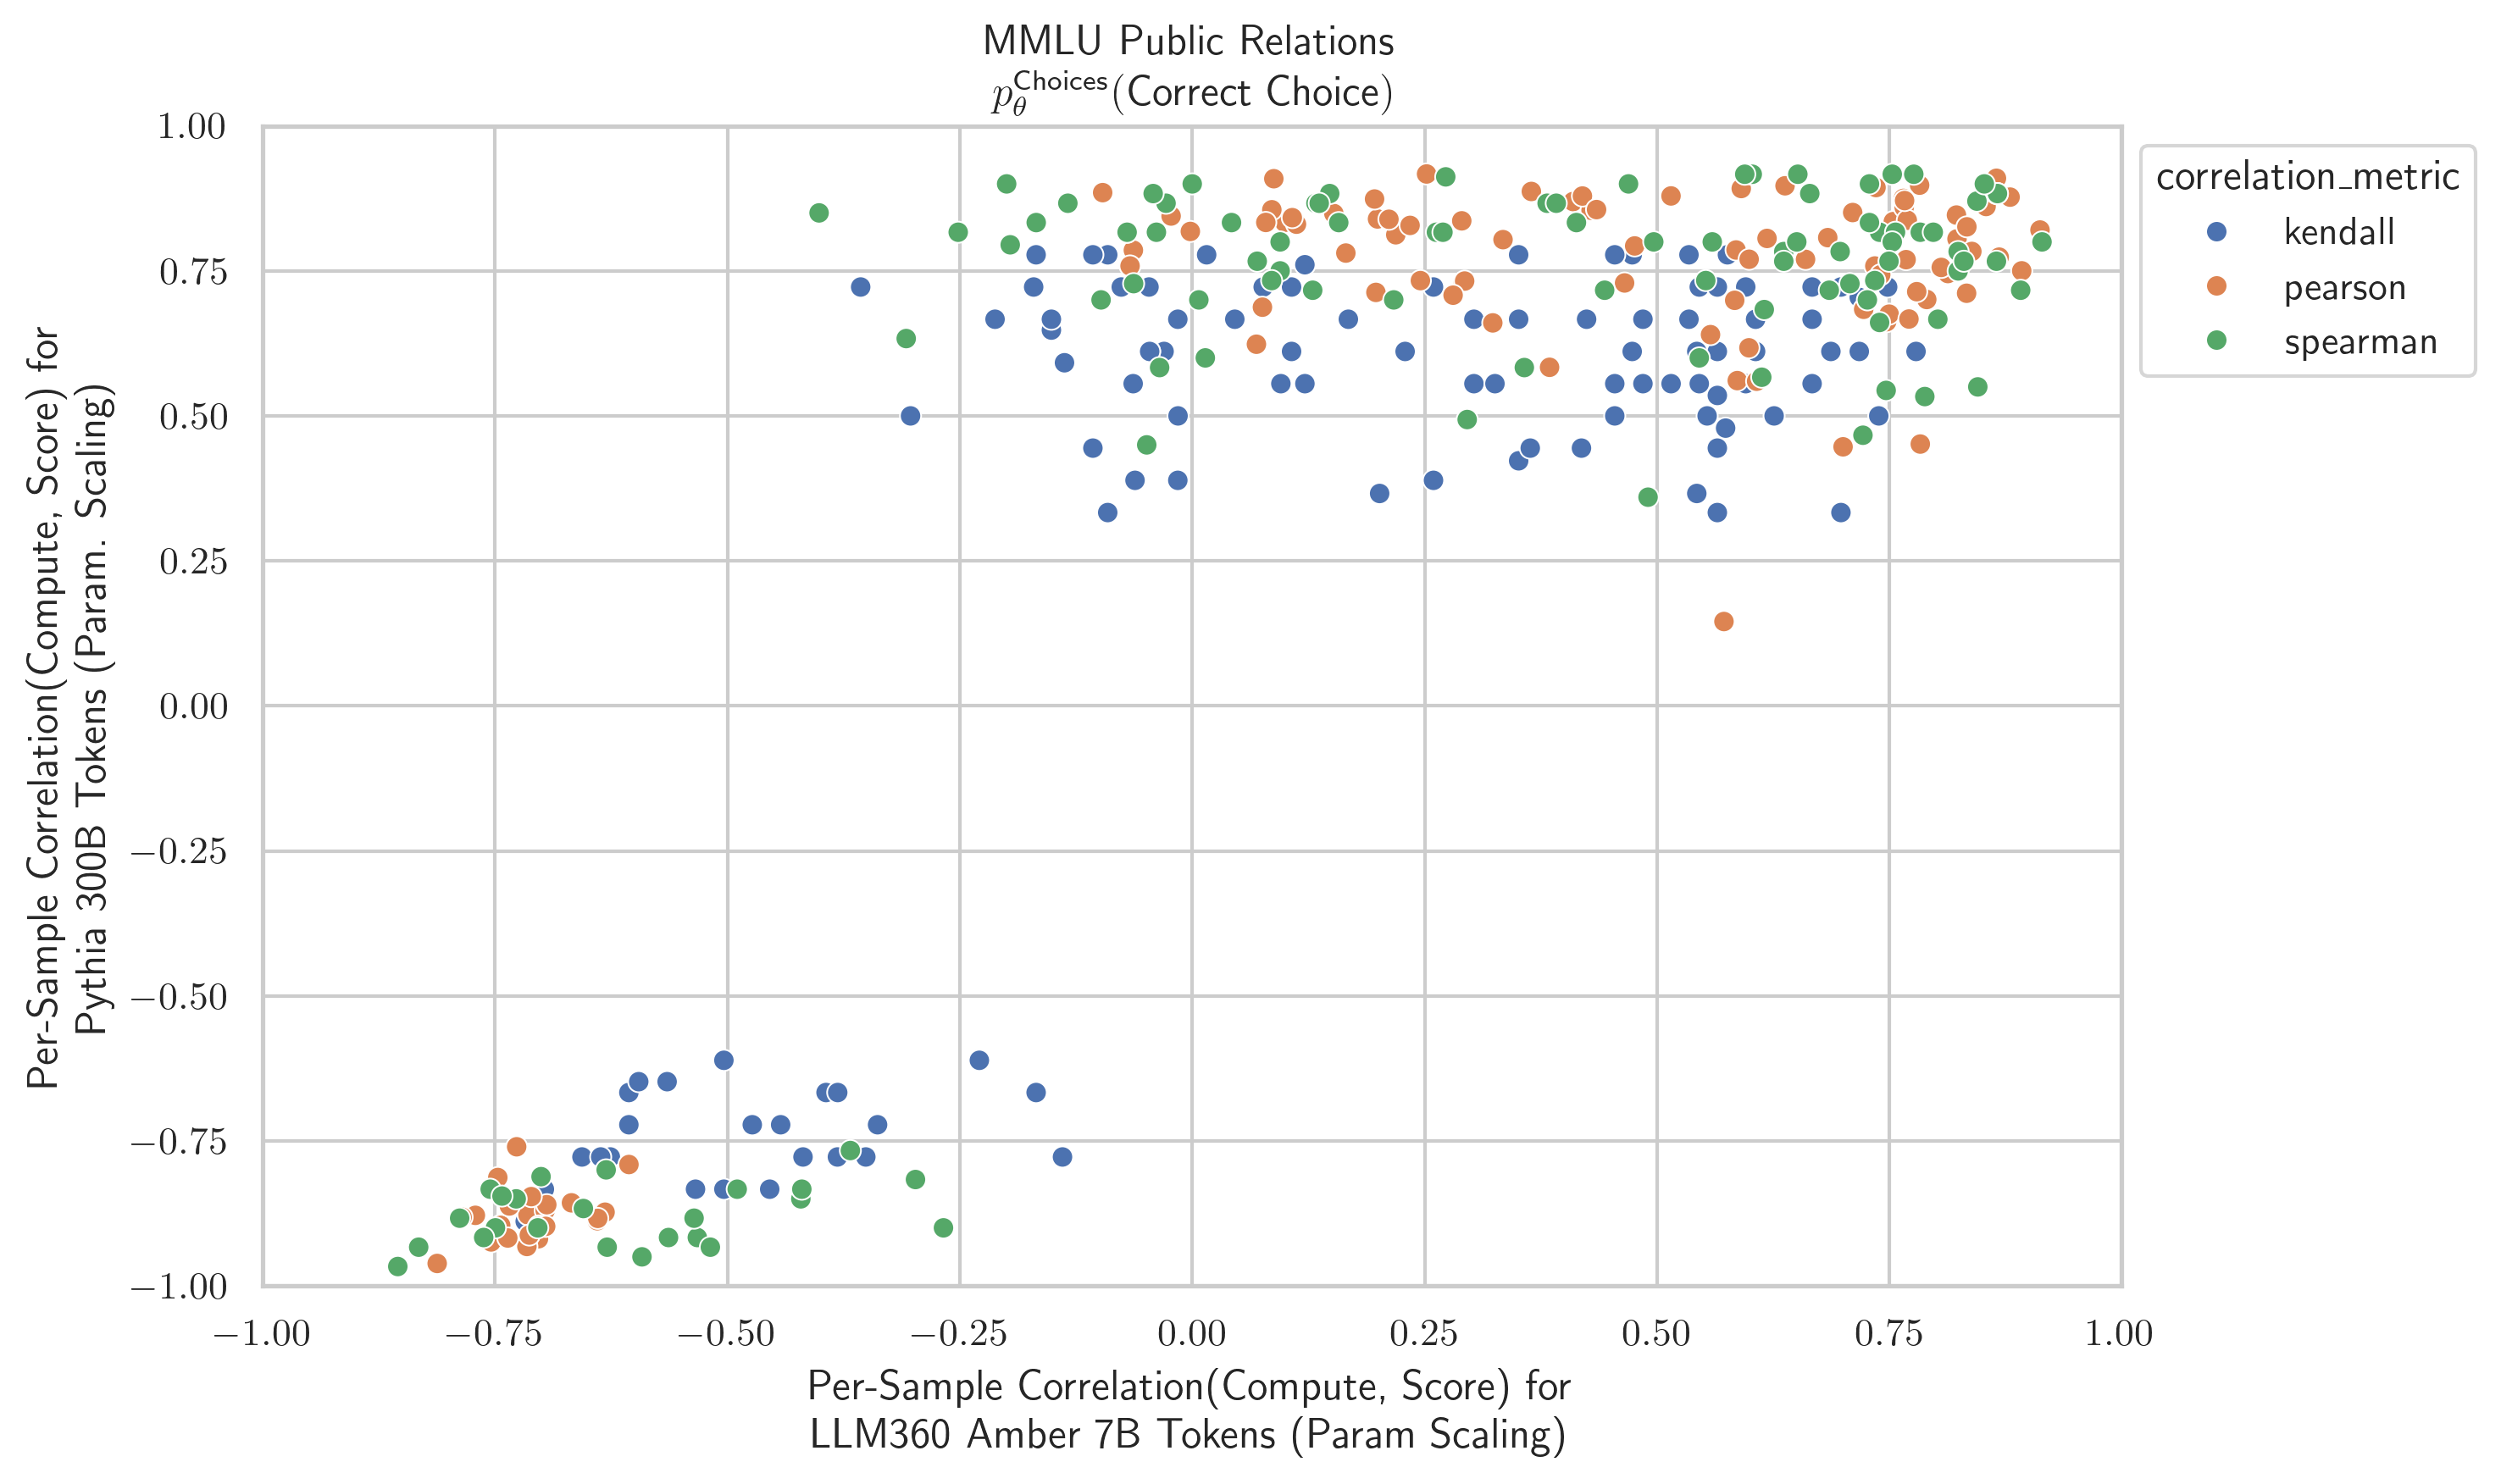 MMLU Public Relations
p_θ^Choices(Correct Choice)
1.00
0.75
0.50
0.25
0.00
−0.25
−0.50
−0.75
−1.00
Per-Sample Correlation(Compute, Score) for
Pythia 300B Tokens (Param. Scaling)
correlation_metric
kendall
pearson
spearman
−1.00 −0.75 −0.50 −0.25 0.00 0.25 0.50 0.75 1.00
Per-Sample Correlation(Compute, Score) for
LLM360 Amber 7B Tokens (Param Scaling)